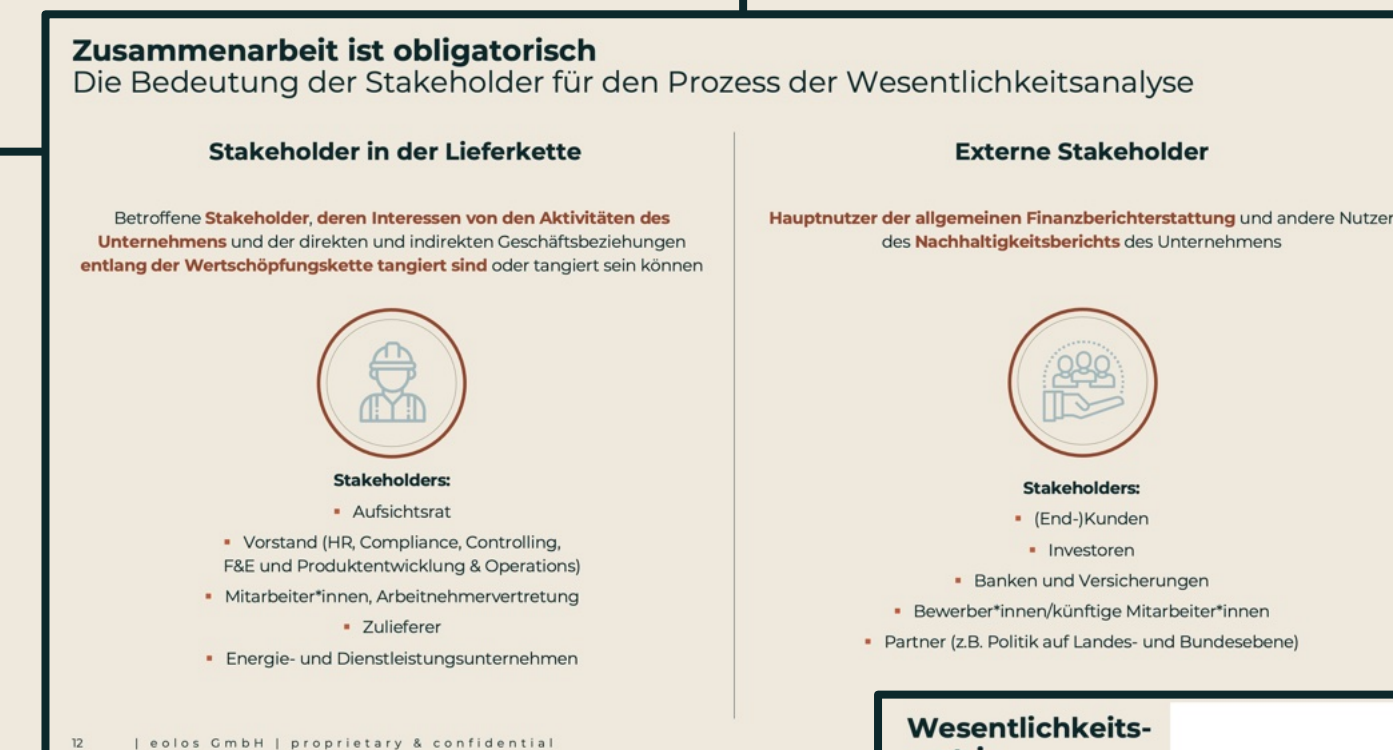 Zusammenarbeit ist obligatorisch
Die Bedeutung der Stakeholder für den Prozess der Wesentlichkeitsanalyse
Stakeholder in der Lieferkette
Betroffene Stakeholder, deren Interessen von den Aktivitäten des
Unternehmens und der direkten und indirekten Geschäftsbeziehungen
entlang der Wertschöpfungskette tangiert sind oder tangiert sein können
Stakeholders:
▪ Aufsichtsrat
▪ Vorstand (HR, Compliance, Controlling,
F&E und Produktentwicklung & Operations)
▪ Mitarbeiter*innen, Arbeitnehmervertretung
▪ Zulieferer
▪ Energie- und Dienstleistungsunternehmen
Externe Stakeholder
Hauptnutzer der allgemeinen Finanzberichterstattung und andere Nutzer
des Nachhaltigkeitsberichts des Unternehmens
Stakeholders:
▪ (End-)Kunden
▪ Investoren
▪ Banken und Versicherungen
▪ Bewerber*innen/künftige Mitarbeiter*innen
▪ Partner (z.B. Politik auf Landes- und Bundesebene)
12 | eolos GmbH | proprietary & confidential
Wesentlichkeits-